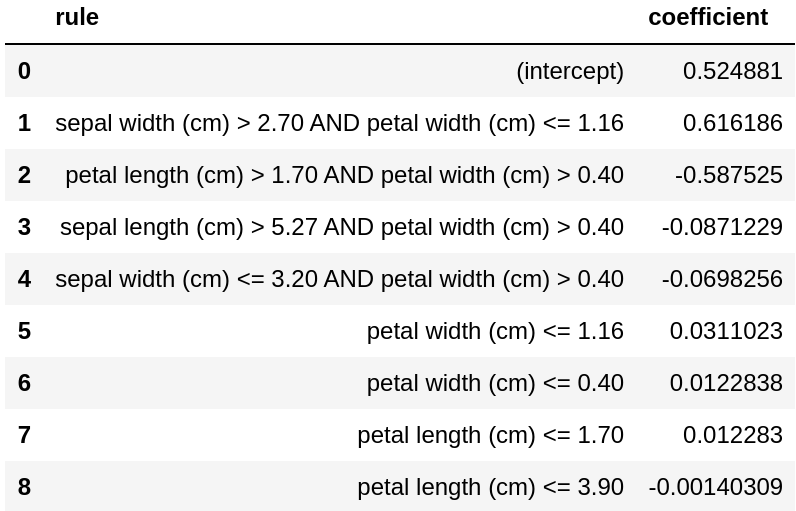 rule coefficient
0 (intercept) 0.524881
1 sepal width (cm) > 2.70 AND petal width (cm) <= 1.16 0.616186
2 petal length (cm) > 1.70 AND petal width (cm) > 0.40 -0.587525
3 sepal length (cm) > 5.27 AND petal width (cm) > 0.40 -0.0871229
4 sepal width (cm) <= 3.20 AND petal width (cm) > 0.40 -0.0698256
5 petal width (cm) <= 1.16 0.0311023
6 petal width (cm) <= 0.40 0.0122838
7 petal length (cm) <= 1.70 0.012283
8 petal length (cm) <= 3.90 -0.00140309